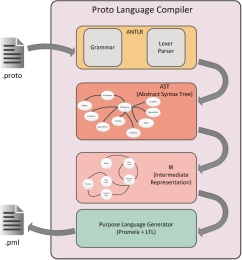 Proto Language Compiler
ANTLR
Grammar
Lexer
Parser
.proto
AST
(Abstract Syntax Tree)
IR
(Intermediate
Representation)
Purpose Language Generator
(Promela + LTL)
.pml